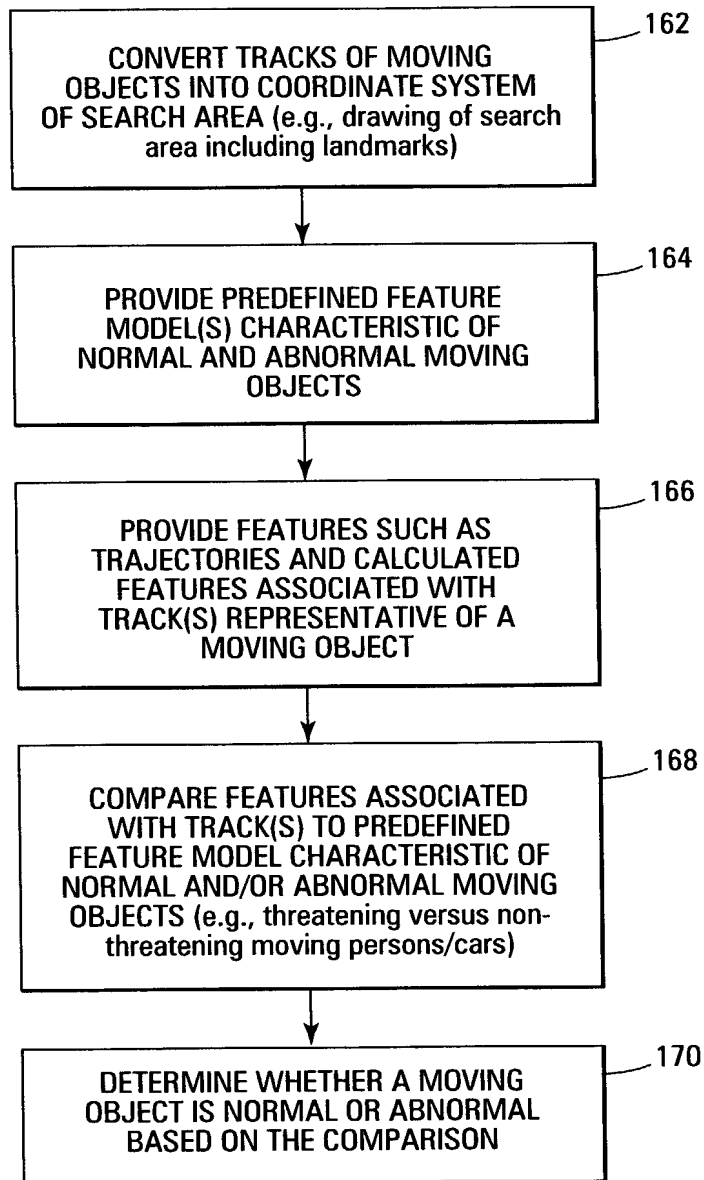 162
CONVERT TRACKS OF MOVING
OBJECTS INTO COORDINATE SYSTEM
OF SEARCH AREA (e.g., drawing of search
area including landmarks)
164
PROVIDE PREDEFINED FEATURE
MODEL(S) CHARACTERISTIC OF
NORMAL AND ABNORMAL MOVING
OBJECTS
166
PROVIDE FEATURES SUCH AS
TRAJECTORIES AND CALCULATED
FEATURES ASSOCIATED WITH
TRACK(S) REPRESENTATIVE OF A
MOVING OBJECT
168
COMPARE FEATURES ASSOCIATED
WITH TRACK(S) TO PREDEFINED
FEATURE MODEL CHARACTERISTIC OF
NORMAL AND/OR ABNORMAL MOVING
OBJECTS (e.g., threatening versus non-
threatening moving persons/cars)
170
DETERMINE WHETHER A MOVING
OBJECT IS NORMAL OR ABNORMAL
BASED ON THE COMPARISON